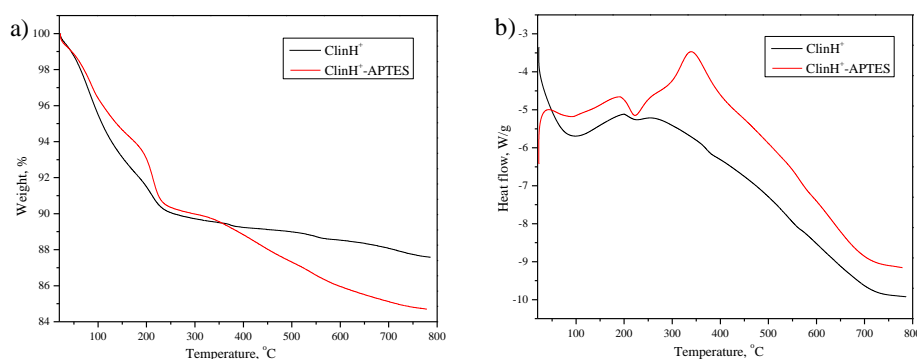 a)
ClinH⁺
ClinH⁺-APTES
Weight, %
100
98
96
94
92
90
88
86
84
100 200 300 400 500 600 700 800
Temperature, °C
b)
ClinH⁺
ClinH⁺-APTES
Heat flow, W/g
-3
-4
-5
-6
-7
-8
-9
-10
100 200 300 400 500 600 700 800
Temperature, °C